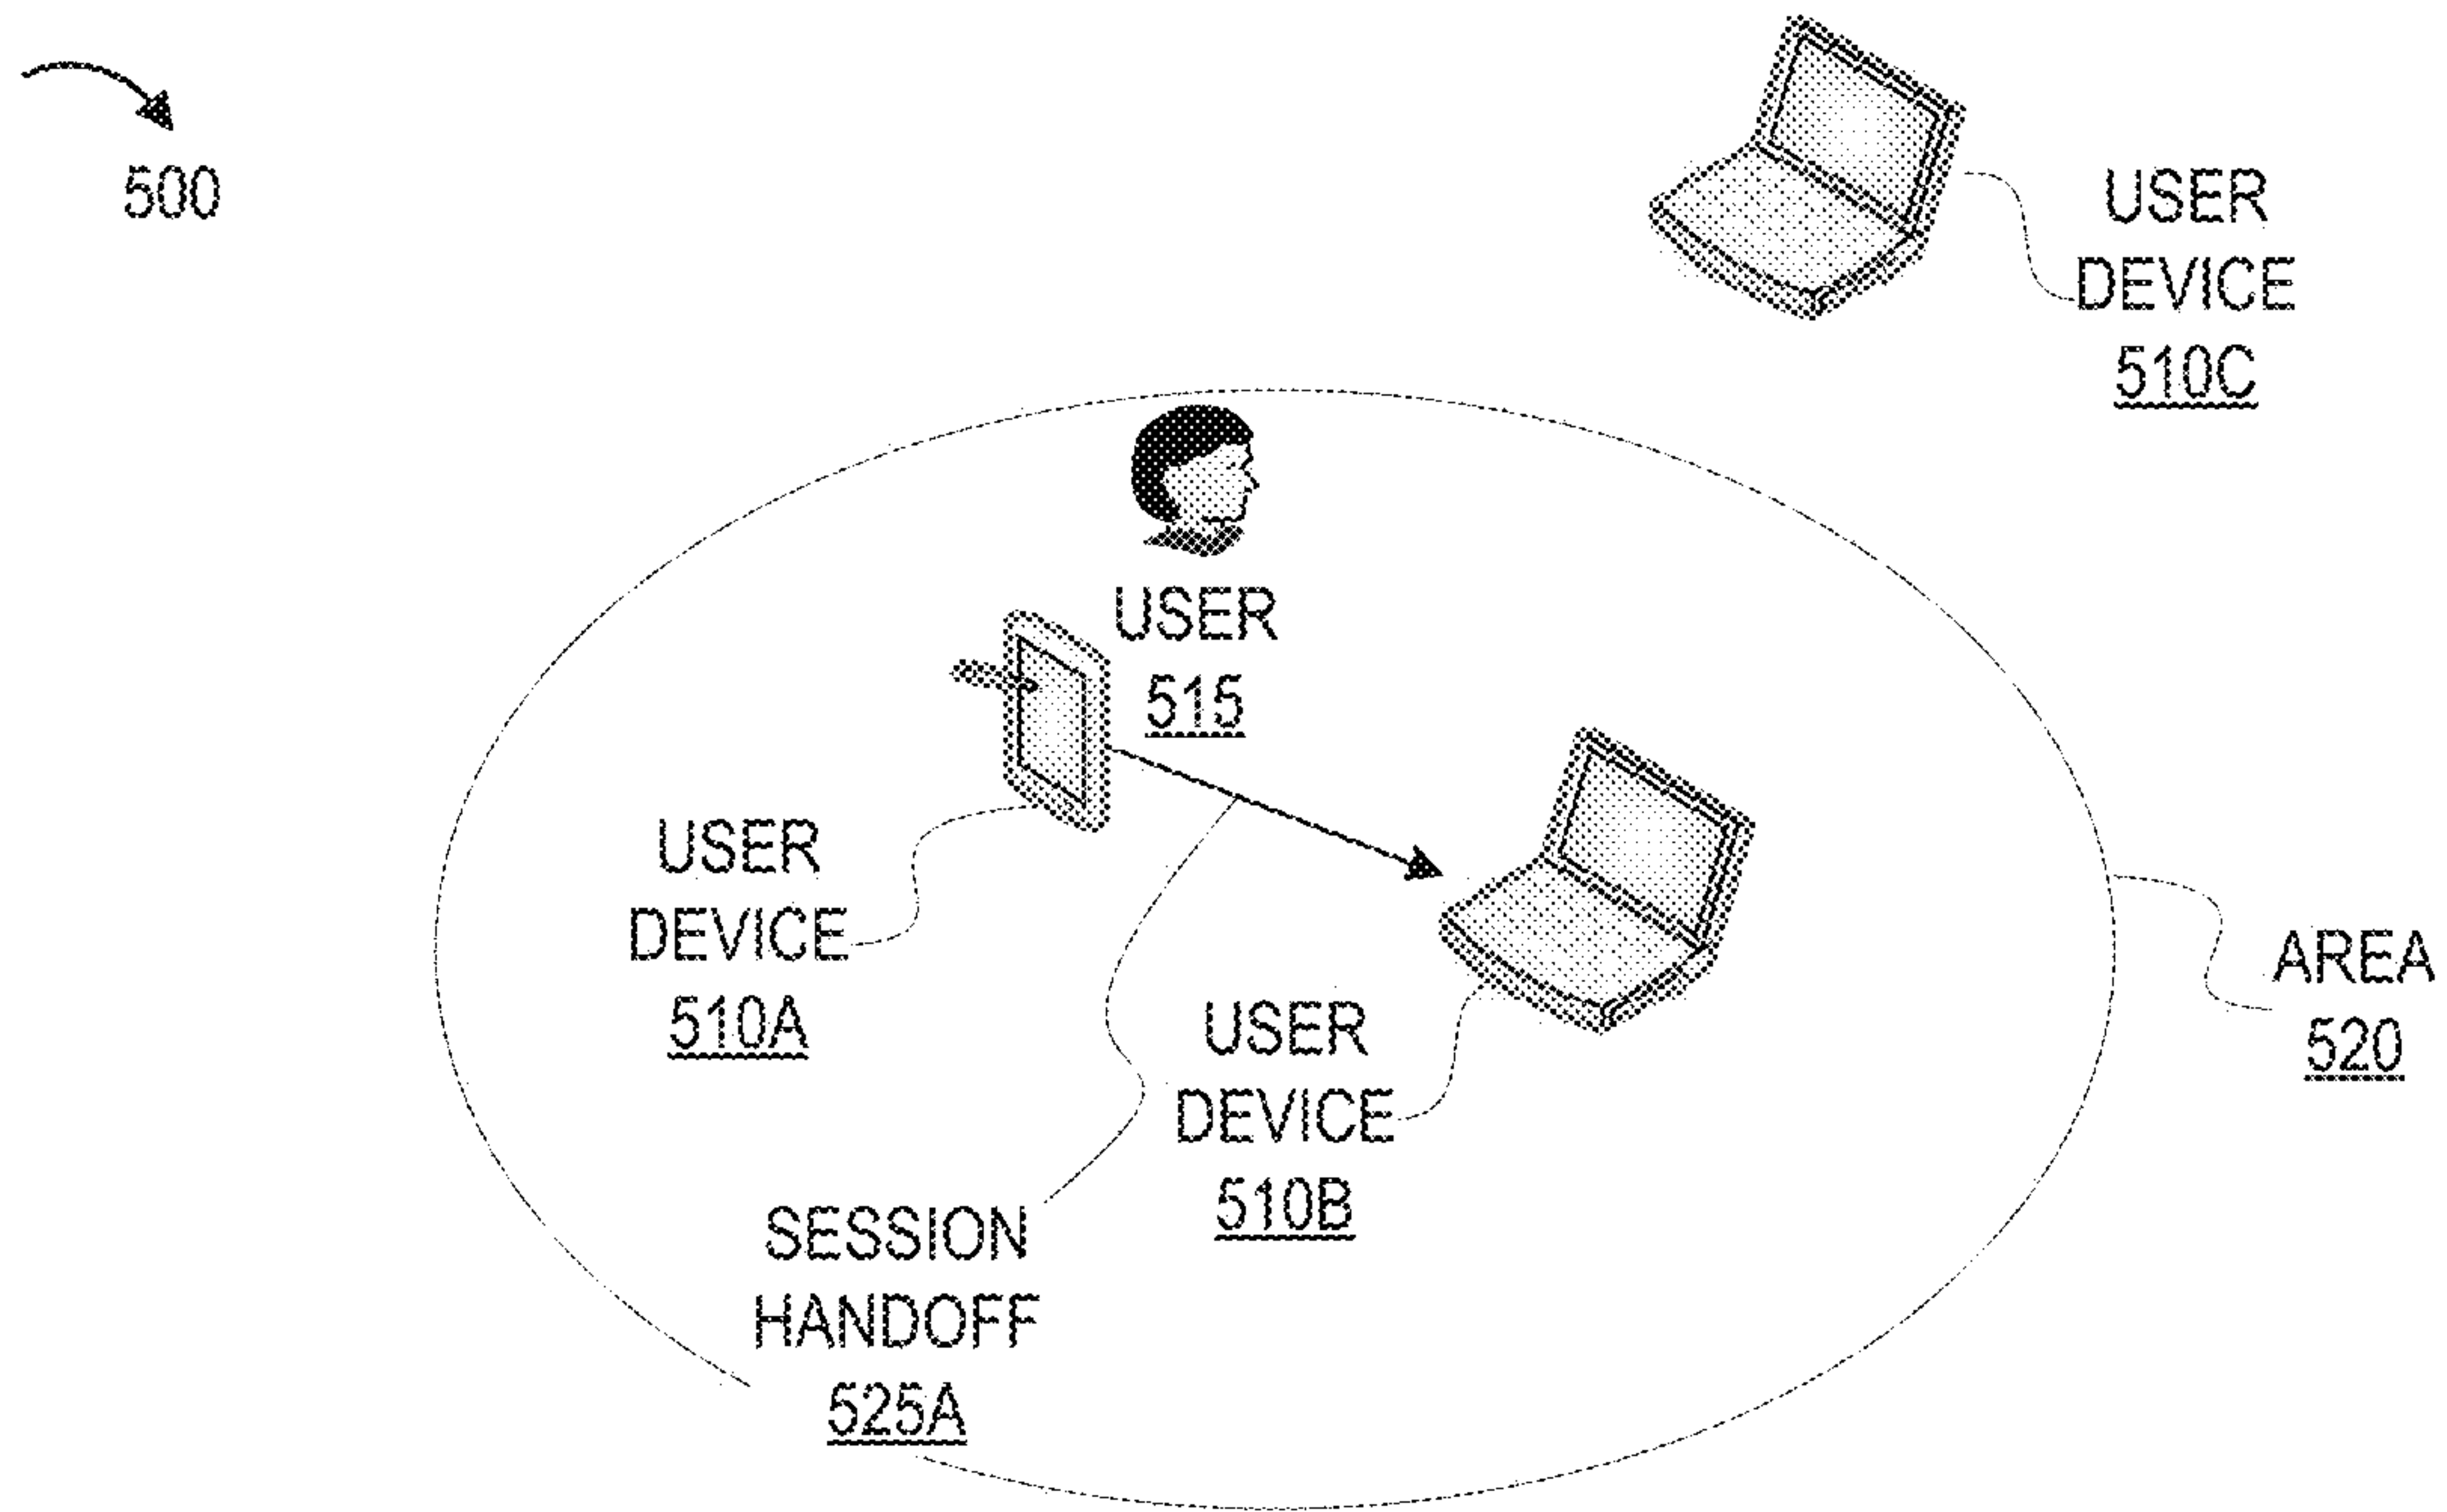 500
USER
DEVICE
510C
USER
515
USER
DEVICE
510A
USER
DEVICE
510B
AREA
520
SESSION
HANDOFF
525A